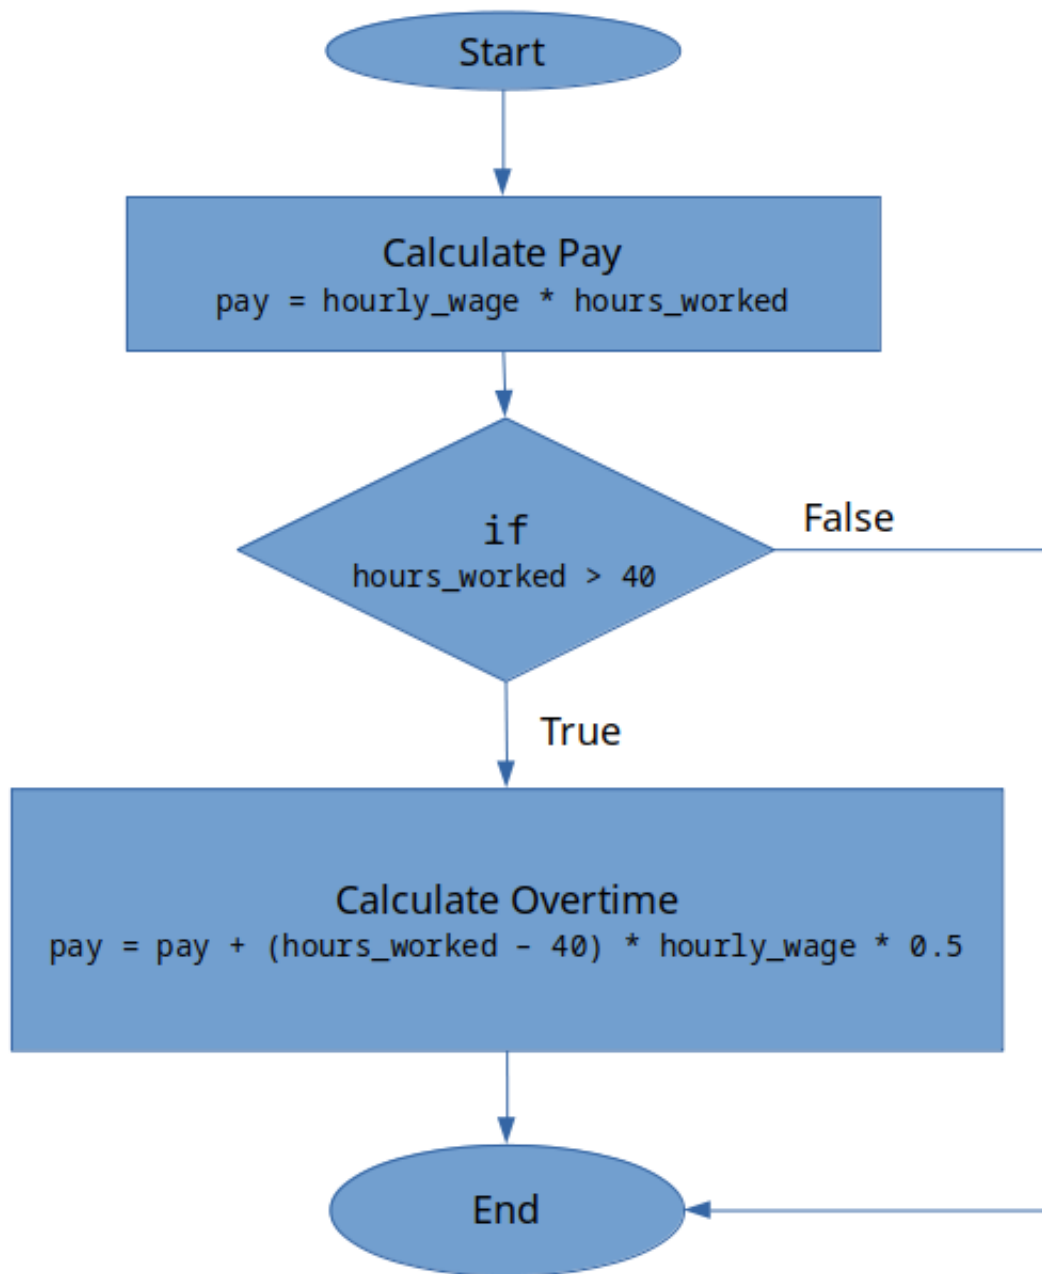 Start
Calculate Pay
pay = hourly_wage * hours_worked
if
hours_worked > 40
False
True
Calculate Overtime
pay = pay + (hours_worked – 40) * hourly_wage * 0.5
End